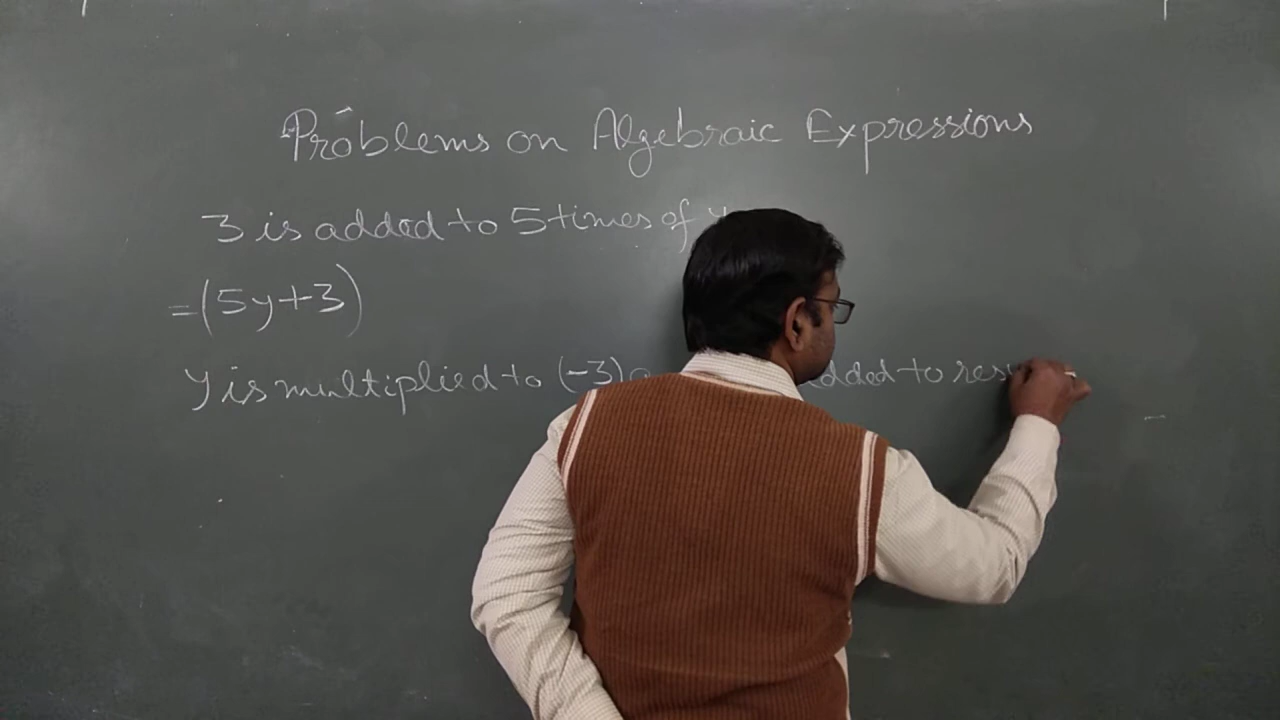 Problems on Algebraic Expressions
3 is added to 5 times of y
= (5y+3)
y is multiplied to (-3) added to